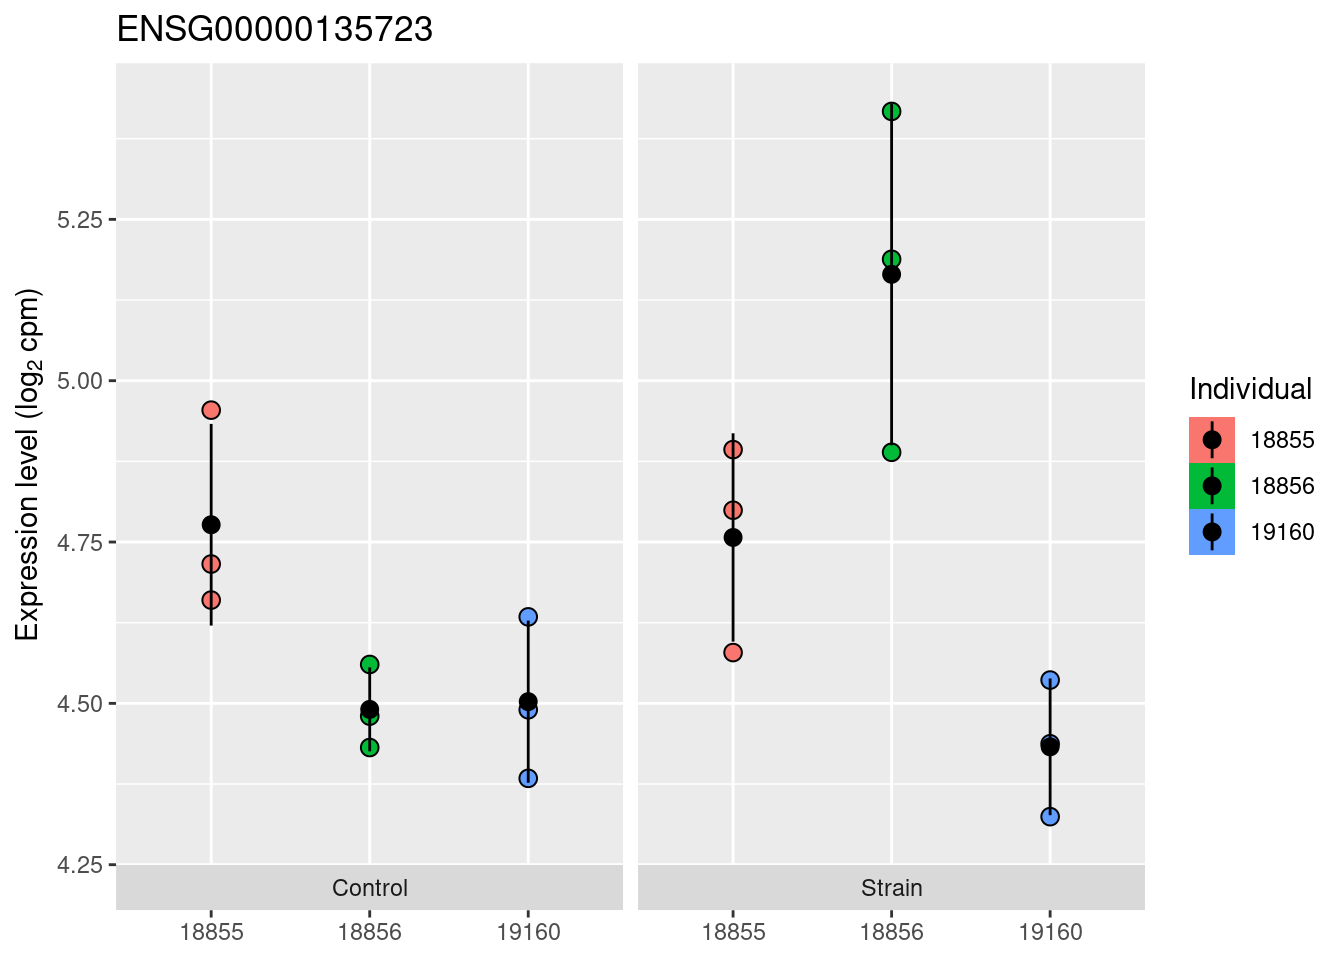 ENSG00000135723
Expression level (log2 cpm)
5.25
5.00
4.75
4.50
4.25
Control
Strain
18855
18856
19160
18855
18856
19160
Individual
18855
18856
19160